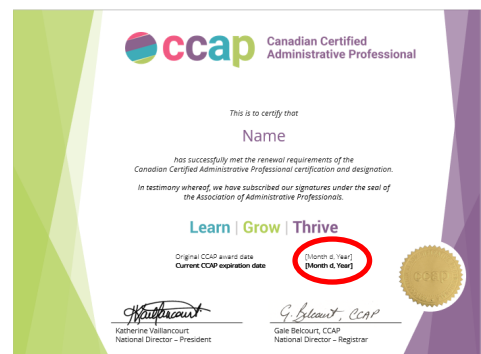 ccap Canadian Certified
Administrative Professional
This is to certify that
Name
has successfully met the renewal requirements of the
Canadian Certified Administrative Professional certification and designation.
In testimony whereof, we have subscribed our signatures under the seal of
the Association of Administrative Professionals.
Learn | Grow | Thrive
Original CCAP award date [Month d, Year]
Current CCAP expiration date [Month d, Year]
ccap
KVaillancourt
G. Belcourt, CCAP
Katherine Vaillancourt Gale Belcourt, CCAP
National Director – President National Director – Registrar